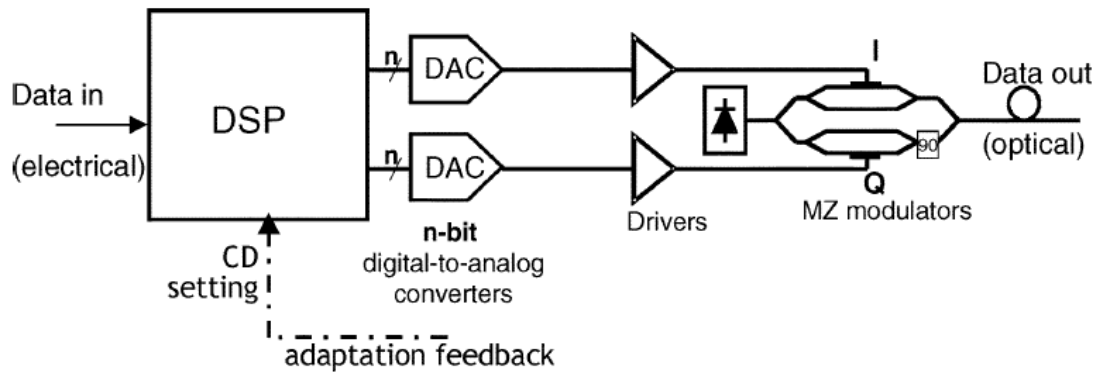 Data in
(electrical)
DSP
n
DAC
n
DAC
n-bit
digital-to-analog
converters
CD
setting
adaptation feedback
Drivers
I
90
Q
MZ modulators
Data out
(optical)